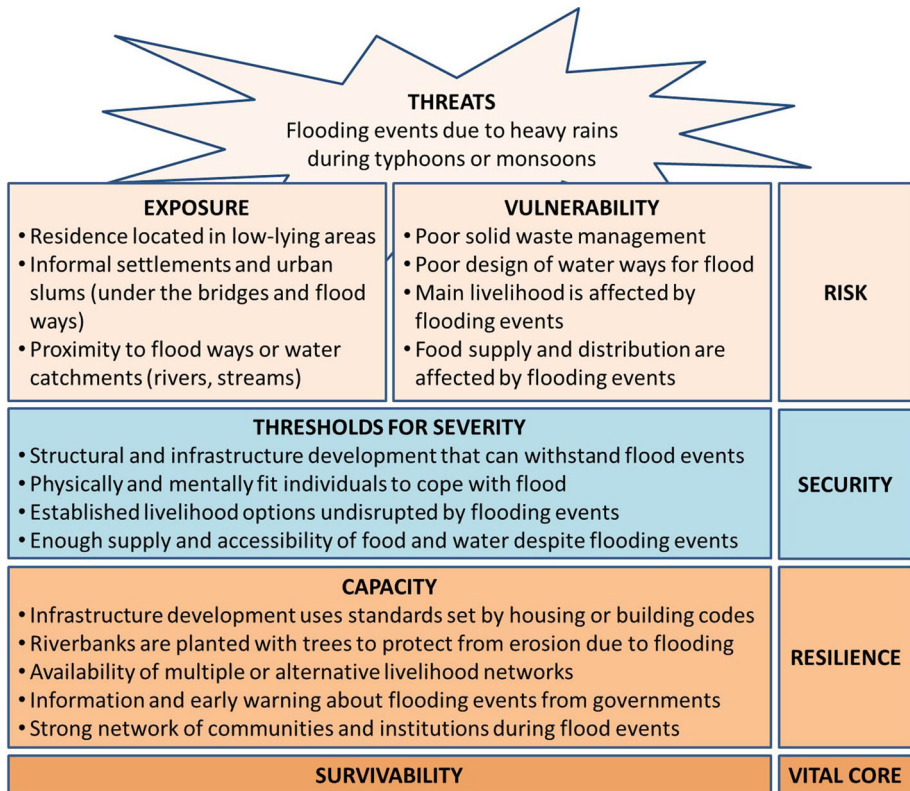 THREATS
Flooding events due to heavy rains
during typhoons or monsoons
EXPOSURE
• Residence located in low-lying areas
• Informal settlements and urban
slums (under the bridges and flood
ways)
• Proximity to flood ways or water
catchments (rivers, streams)
VULNERABILITY
• Poor solid waste management
• Poor design of water ways for flood
• Main livelihood is affected by
flooding events
• Food supply and distribution are
affected by flooding events
RISK
THRESHOLDS FOR SEVERITY
• Structural and infrastructure development that can withstand flood events
• Physically and mentally fit individuals to cope with flood
• Established livelihood options undisrupted by flooding events
• Enough supply and accessibility of food and water despite flooding events
SECURITY
CAPACITY
• Infrastructure development uses standards set by housing or building codes
• Riverbanks are planted with trees to protect from erosion due to flooding
• Availability of multiple or alternative livelihood networks
• Information and early warning about flooding events from governments
• Strong network of communities and institutions during flood events
RESILIENCE
SURVIVABILITY
VITAL CORE